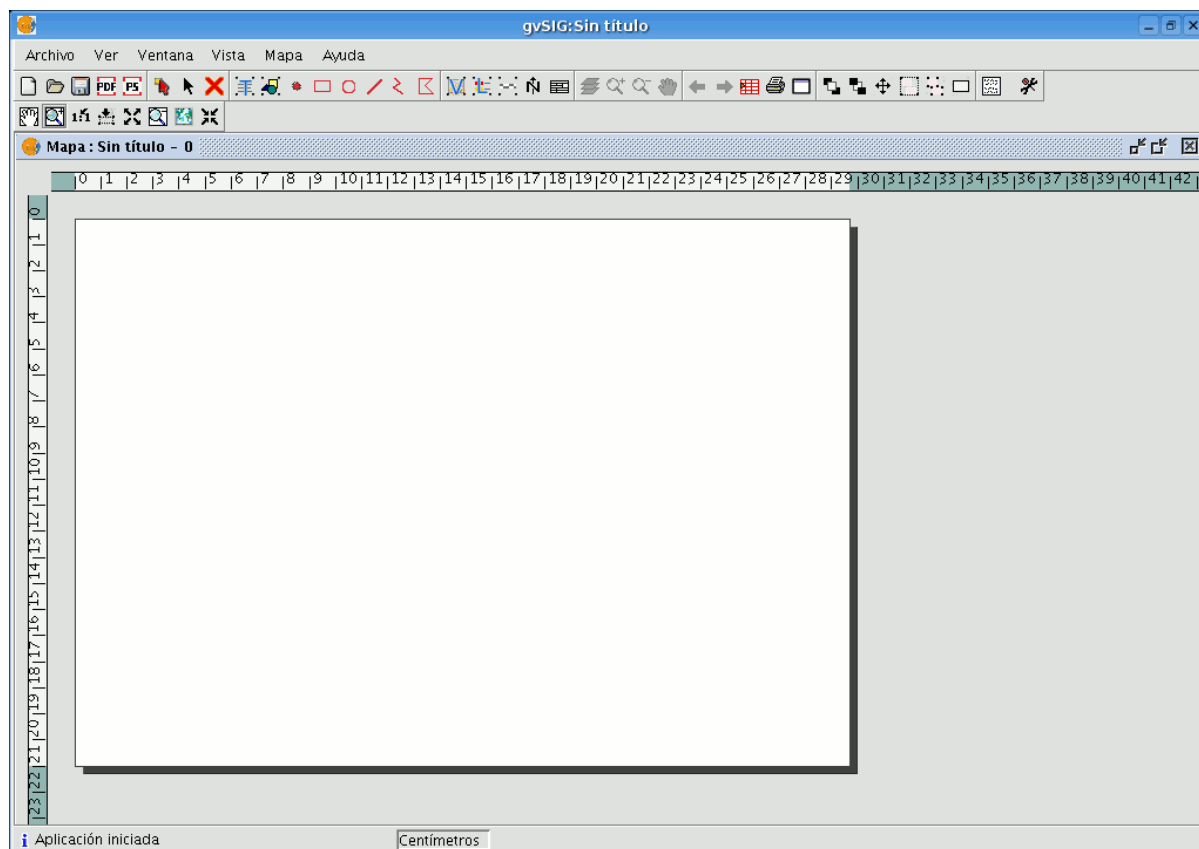 gvSIG:Sin título
Archivo Ver Ventana Vista Mapa Ayuda
PDF PS
1:1
Mapa : Sin título - 0
0 1 2 3 4 5 6 7 8 9 10 11 12 13 14 15 16 17 18 19 20 21 22 23 24 25 26 27 28 29 30 31 32 33 34 35 36 37 38 39 40 41 42
0 1 2 3 4 5 6 7 8 9 10 11 12 13 14 15 16 17 18 19 20 21 22 23
Aplicación iniciada
Centímetros